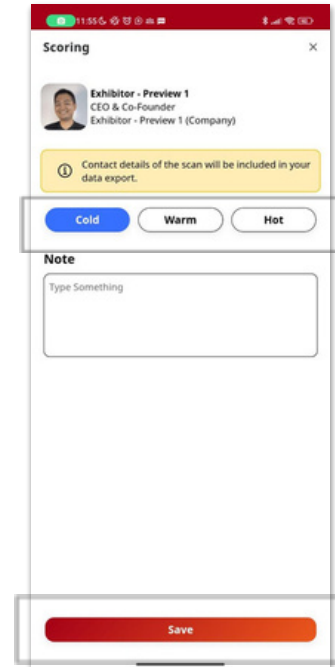 11:55
Scoring ×
Exhibitor - Preview 1
CEO & Co-Founder
Exhibitor - Preview 1 (Company)
Contact details of the scan will be included in your
data export.
Cold Warm Hot
Note
Type Something
Save